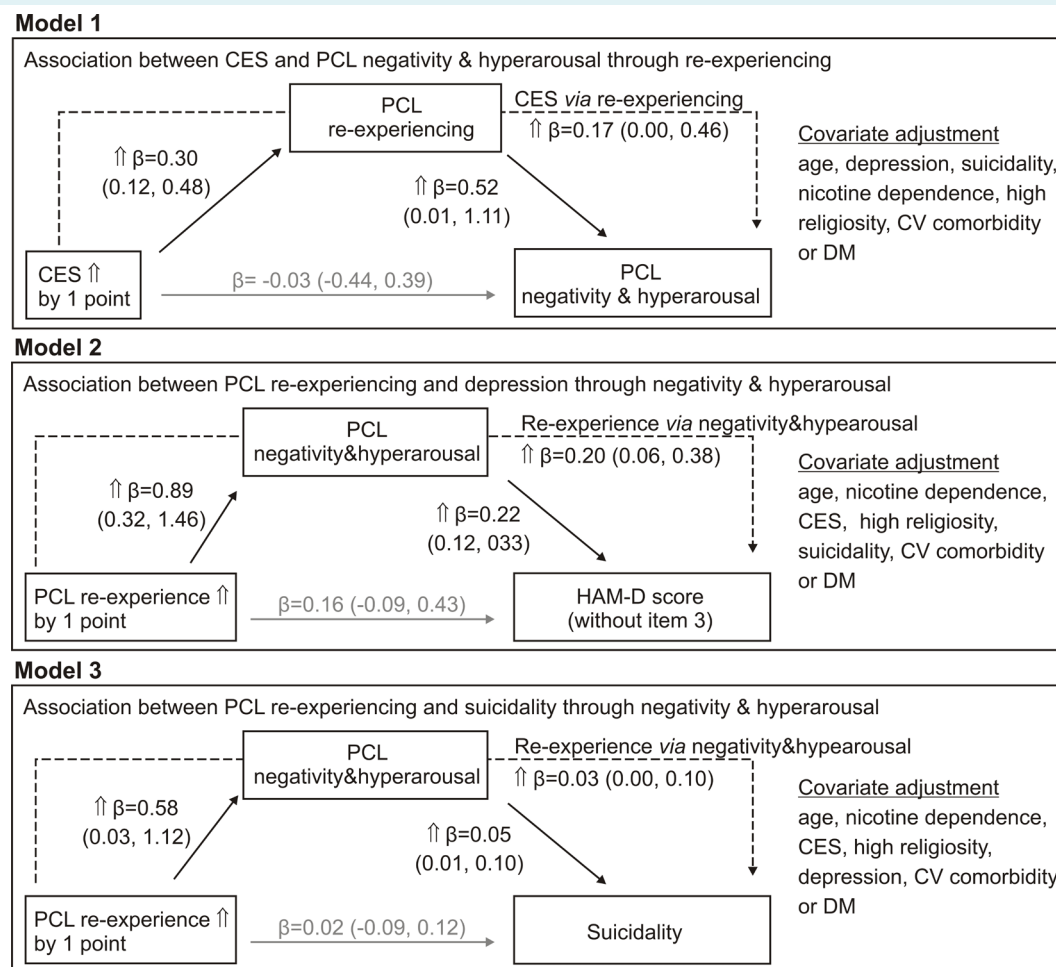 Model 1
Association between CES and PCL negativity & hyperarousal through re-experiencing
PCL
re-experiencing
CES via re-experiencing
⇑ β=0.17 (0.00, 0.46)
⇑ β=0.30
(0.12, 0.48)
⇑ β=0.52
(0.01, 1.11)
CES ⇑
by 1 point
β= -0.03 (-0.44, 0.39)
PCL
negativity & hyperarousal
Covariate adjustment
age, depression, suicidality,
nicotine dependence, high
religiosity, CV comorbidity
or DM
Model 2
Association between PCL re-experiencing and depression through negativity & hyperarousal
PCL
negativity&hyperarousal
Re-experience via negativity&hypearousal
⇑ β=0.20 (0.06, 0.38)
⇑ β=0.89
(0.32, 1.46)
⇑ β=0.22
(0.12, 033)
PCL re-experience ⇑
by 1 point
β=0.16 (-0.09, 0.43)
HAM-D score
(without item 3)
Covariate adjustment
age, nicotine dependence,
CES, high religiosity,
suicidality, CV comorbidity
or DM
Model 3
Association between PCL re-experiencing and suicidality through negativity & hyperarousal
PCL
negativity&hyperarousal
Re-experience via negativity&hypearousal
⇑ β=0.03 (0.00, 0.10)
⇑ β=0.58
(0.03, 1.12)
⇑ β=0.05
(0.01, 0.10)
PCL re-experience ⇑
by 1 point
β=0.02 (-0.09, 0.12)
Suicidality
Covariate adjustment
age, nicotine dependence,
CES, high religiosity,
depression, CV comorbidity
or DM